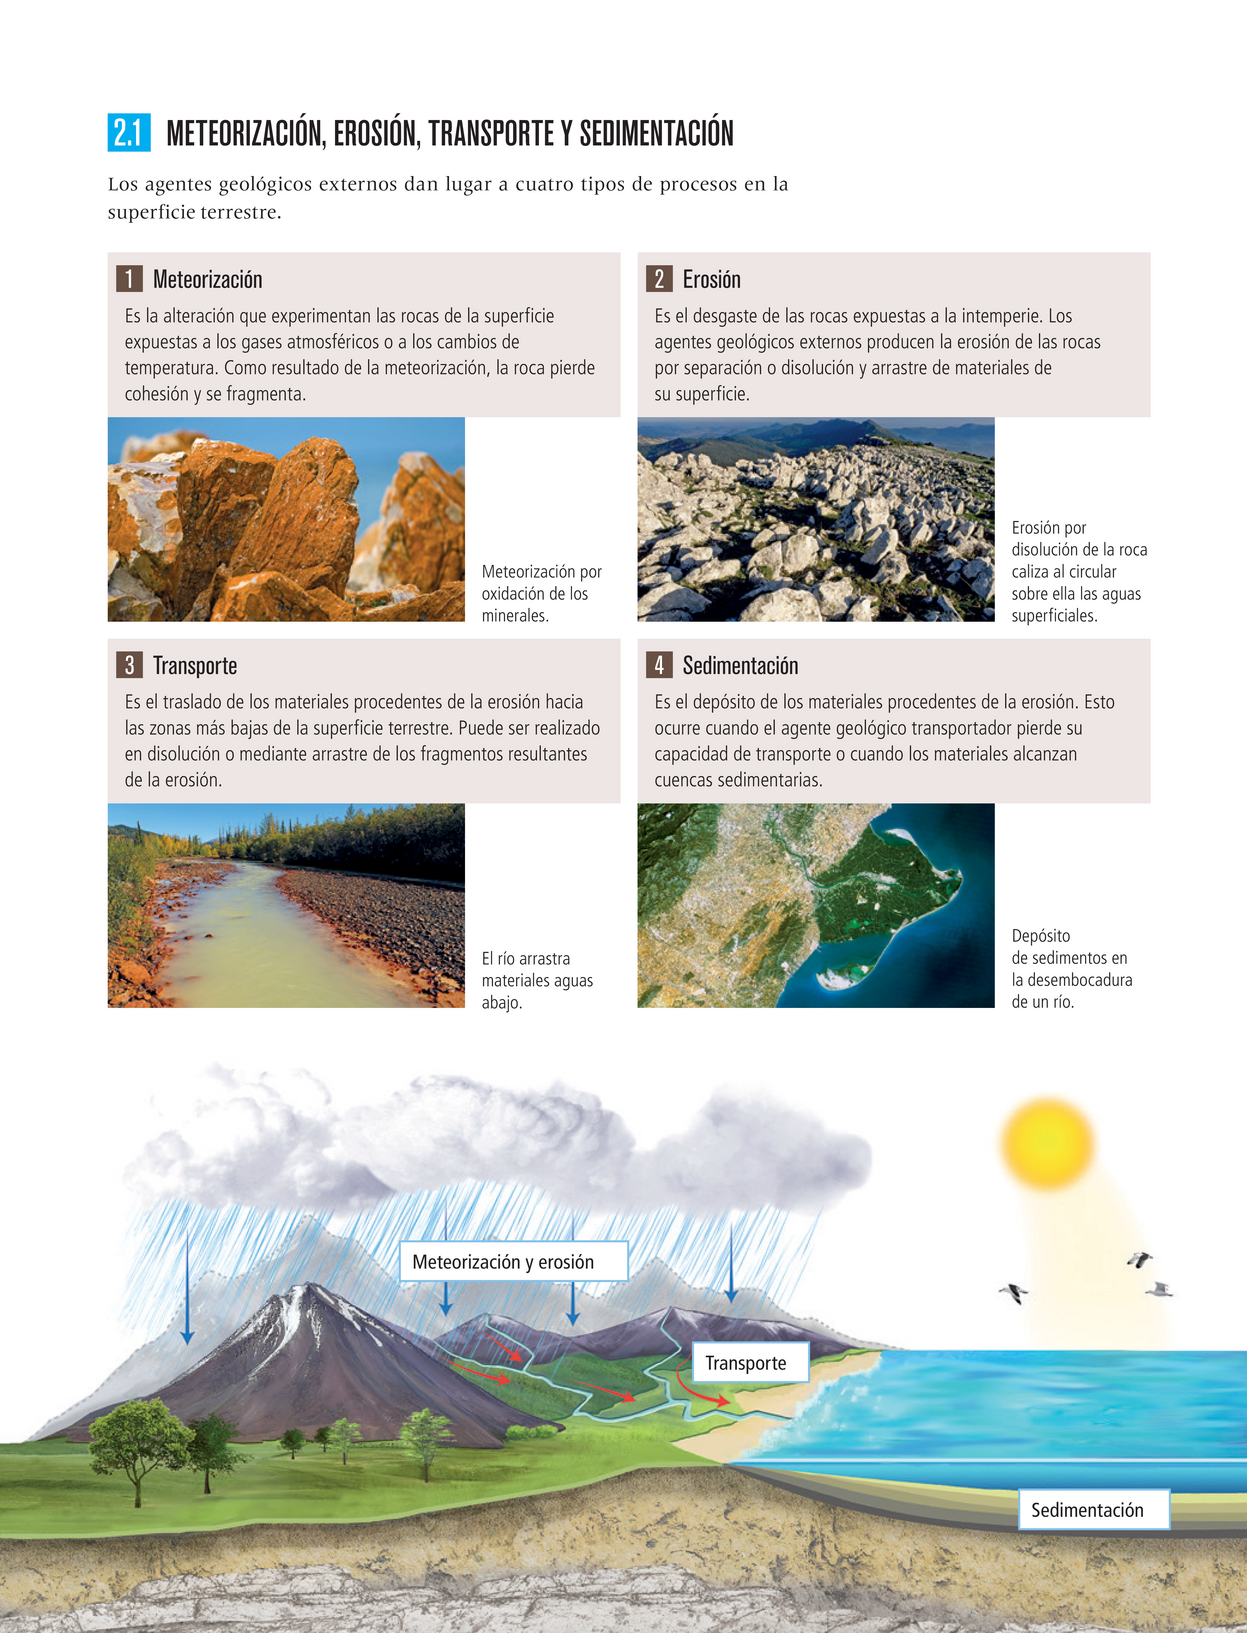 2.1 METEORIZACIÓN, EROSIÓN, TRANSPORTE Y SEDIMENTACIÓN
Los agentes geológicos externos dan lugar a cuatro tipos de procesos en la
superficie terrestre.
1 Meteorización
Es la alteración que experimentan las rocas de la superficie
expuestas a los gases atmosféricos o a los cambios de
temperatura. Como resultado de la meteorización, la roca pierde
cohesión y se fragmenta.
Meteorización por
oxidación de los
minerales.
2 Erosión
Es el desgaste de las rocas expuestas a la intemperie. Los
agentes geológicos externos producen la erosión de las rocas
por separación o disolución y arrastre de materiales de
su superficie.
Erosión por
disolución de la roca
caliza al circular
sobre ella las aguas
superficiales.
3 Transporte
Es el traslado de los materiales procedentes de la erosión hacia
las zonas más bajas de la superficie terrestre. Puede ser realizado
en disolución o mediante arrastre de los fragmentos resultantes
de la erosión.
El río arrastra
materiales aguas
abajo.
4 Sedimentación
Es el depósito de los materiales procedentes de la erosión. Esto
ocurre cuando el agente geológico transportador pierde su
capacidad de transporte o cuando los materiales alcanzan
cuencas sedimentarias.
Depósito
de sedimentos en
la desembocadura
de un río.
Meteorización y erosión
Transporte
Sedimentación